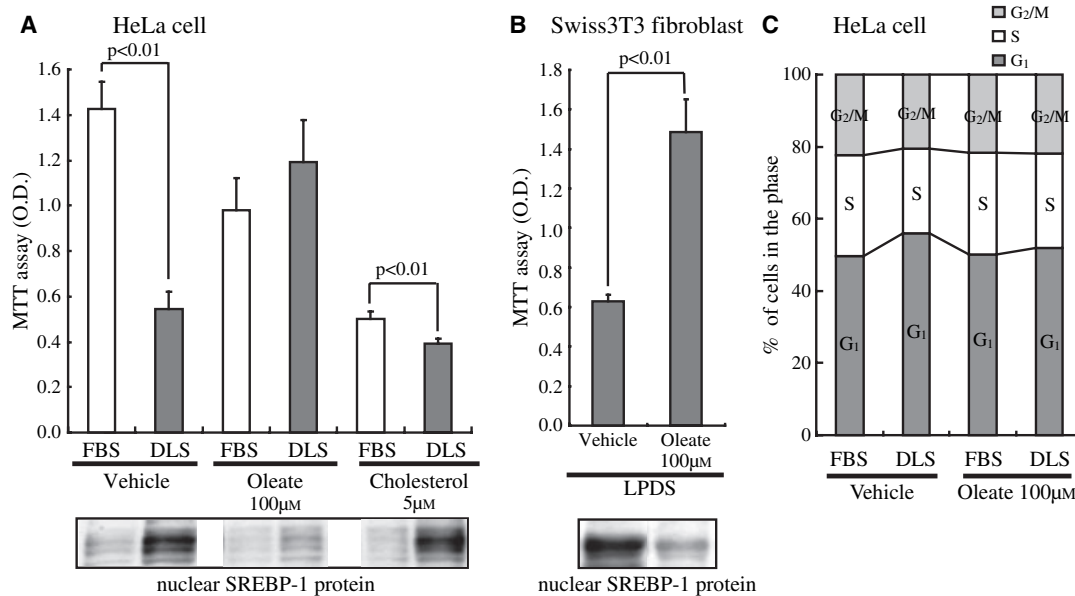 A HeLa cell
p<0.01
1.6
1.4
1.2
1.0
0.8
0.6
0.4
0.2
0.0
MTT assay (O.D.)
p<0.01
FBS DLS FBS DLS FBS DLS
Vehicle
Oleate
100μM
Cholesterol
5μM
nuclear SREBP-1 protein
B Swiss3T3 fibroblast
p<0.01
1.8
1.6
1.4
1.2
1.0
0.8
0.6
0.4
0.2
0.0
MTT assay (O.D.)
Vehicle
Oleate
100μM
LPDS
nuclear SREBP-1 protein
C HeLa cell
G2/M
S
G1
100
80
60
40
20
0
% of cells in the phase
G2/M G2/M G2/M G2/M
S S S S
G1 G1 G1 G1
FBS DLS FBS DLS
Vehicle Oleate 100μM